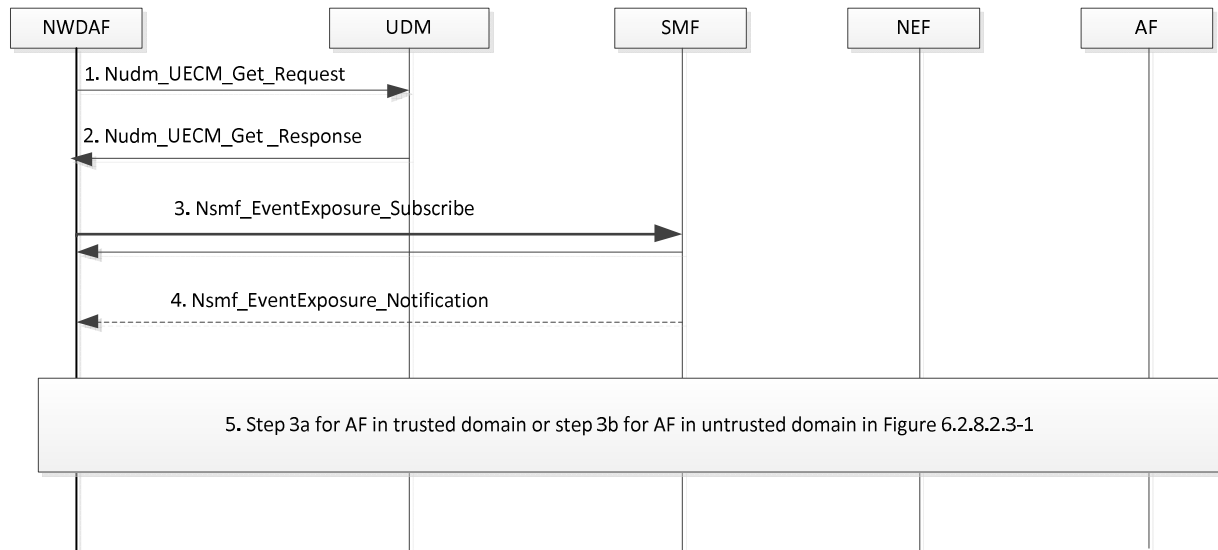 NWDAF
UDM
SMF
NEF
AF
1. Nudm_UECM_Get_Request
2. Nudm_UECM_Get _Response
3. Nsmf_EventExposure_Subscribe
4. Nsmf_EventExposure_Notification
5. Step 3a for AF in trusted domain or step 3b for AF in untrusted domain in Figure 6.2.8.2.3-1